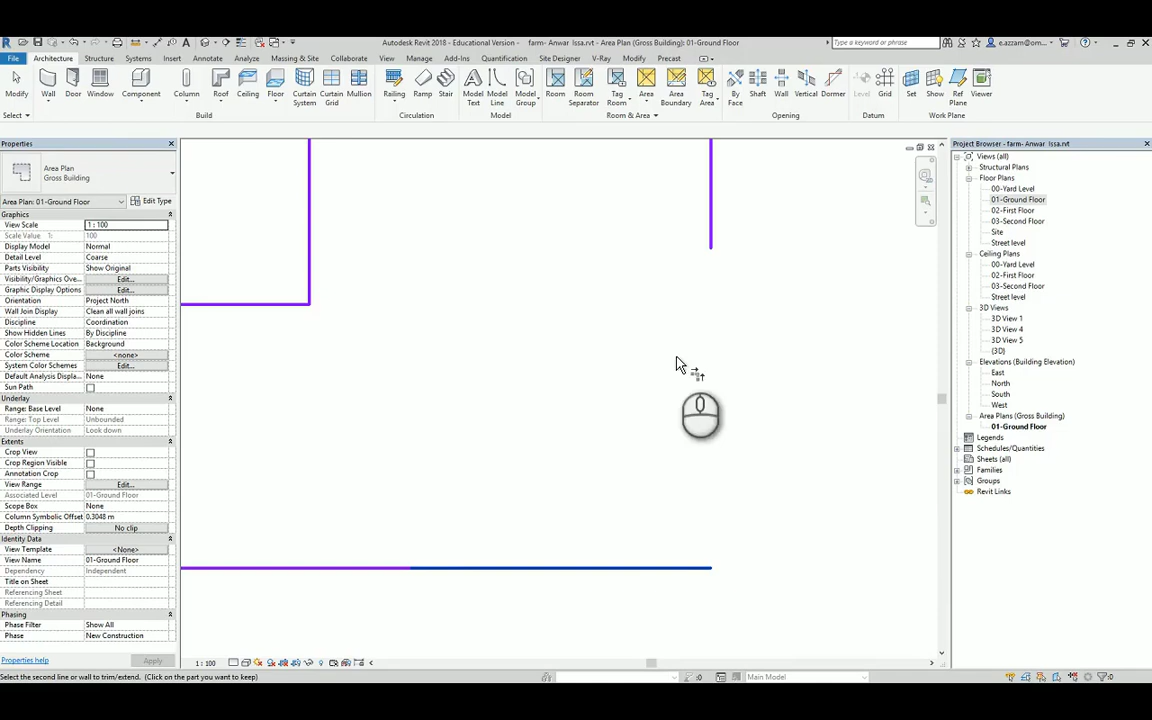 Autodesk Revit 2018 - Educational Version - farm- Anwar Issa.rvt - Area Plan (Gross Building): 01-Ground Floor
Type a keyword or phrase
e.azzam@om...
File Architecture Structure Systems Insert Annotate Analyze Massing & Site Collaborate View Manage Add-Ins Quantification Site Designer V-Ray Modify Precast
Modify Wall Door Window Component Column Roof Ceiling Floor Curtain System Curtain Grid Mullion Railing Ramp Stair Model Text Model Line Model Group Room Room Separator Tag Room Area Area Boundary Tag Area By Face Shaft Wall Vertical Dormer Level Grid Set Show Ref Plane Viewer
Select Build Circulation Model Room & Area Opening Datum Work Plane
Properties
Area Plan
Gross Building
Area Plan: 01-Ground Floor Edit Type
Graphics
View Scale 1 : 100
Scale Value 1: 100
Display Model Normal
Detail Level Coarse
Parts Visibility Show Original
Visibility/Graphics Ove... Edit...
Graphic Display Options Edit...
Orientation Project North
Wall Join Display Clean all wall joins
Discipline Coordination
Show Hidden Lines By Discipline
Color Scheme Location Background
Color Scheme <none>
System Color Schemes Edit...
Default Analysis Displa... None
Sun Path
Underlay
Range: Base Level None
Range: Top Level Unbounded
Underlay Orientation Look down
Extents
Crop View
Crop Region Visible
Annotation Crop
View Range Edit...
Associated Level 01-Ground Floor
Scope Box None
Column Symbolic Offset 0.3048 m
Depth Clipping No clip
Identity Data
View Template <None>
View Name 01-Ground Floor
Dependency Independent
Title on Sheet
Referencing Sheet
Referencing Detail
Phasing
Phase Filter Show All
Phase New Construction
Properties help Apply
Project Browser - farm- Anwar Issa.rvt
Views (all)
Structural Plans
Floor Plans
00-Yard Level
01-Ground Floor
02-First Floor
03-Second Floor
Site
Street level
Ceiling Plans
00-Yard Level
02-First Floor
03-Second Floor
Street level
3D Views
3D View 1
3D View 4
3D View 5
{3D}
Elevations (Building Elevation)
East
North
South
West
Area Plans (Gross Building)
01-Ground Floor
Legends
Schedules/Quantities
Sheets (all)
Families
Groups
Revit Links
1 : 100
Select the second line or wall to trim/extend. (Click on the part you want to keep)
:0 Main Model :0